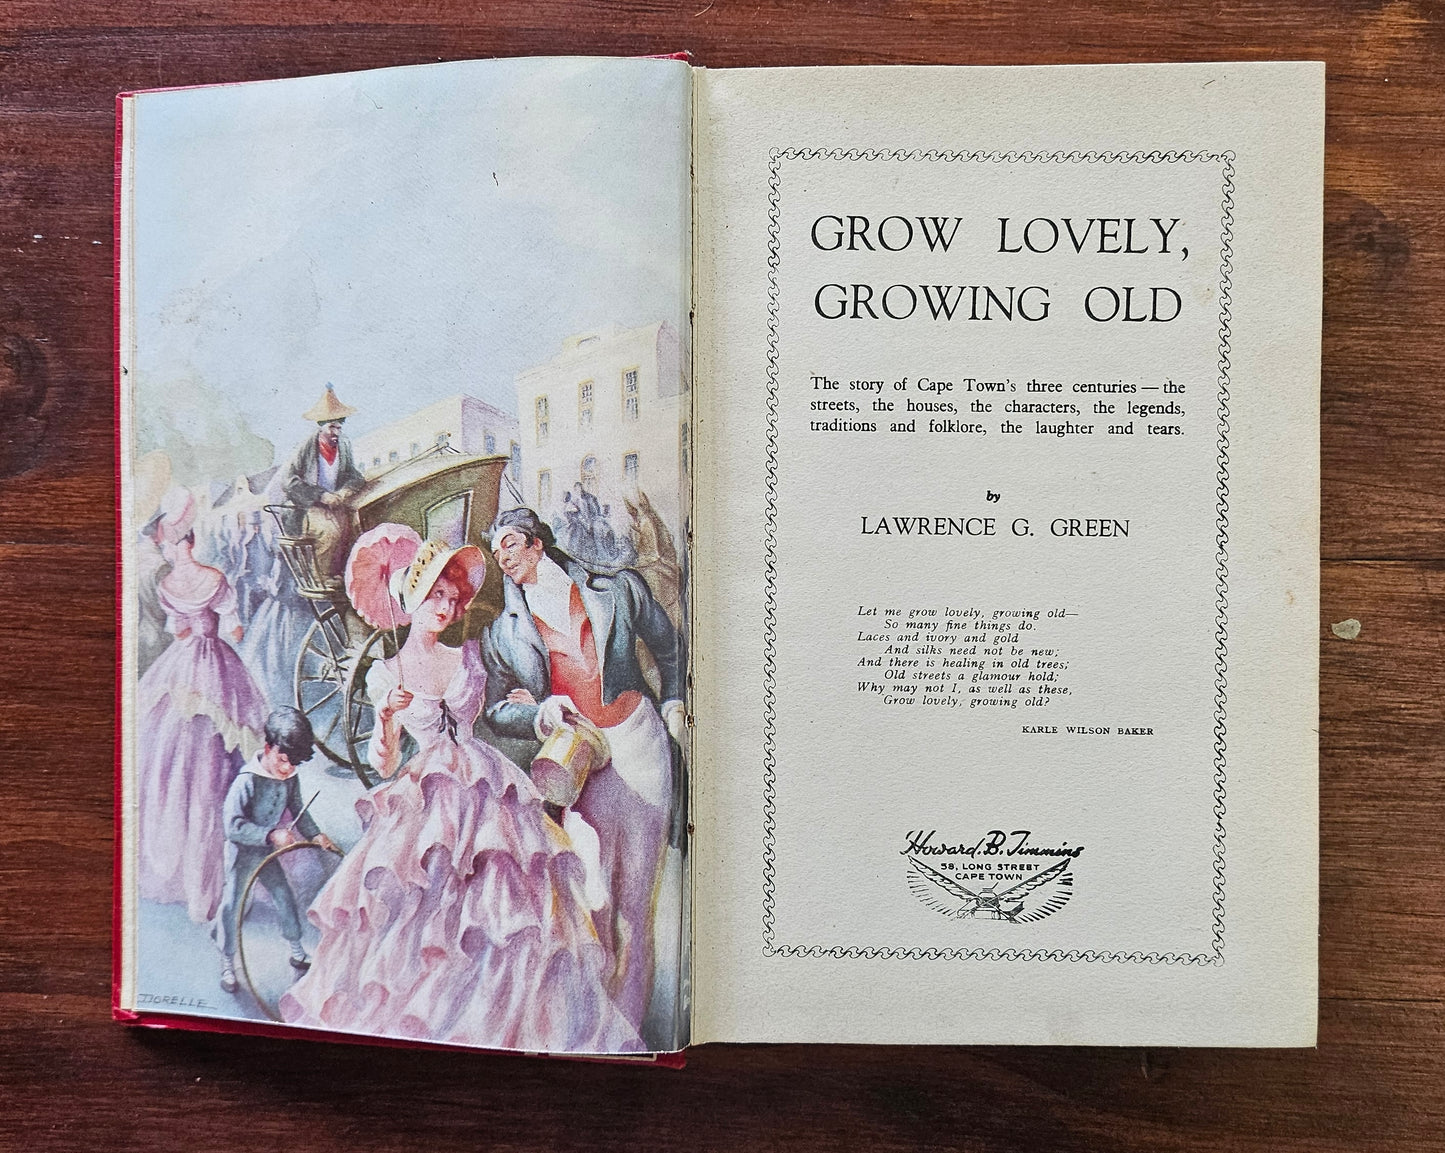 DORELLE
GROW LOVELY,
GROWING OLD
The story of Cape Town's three centuries — the
streets, the houses, the characters, the legends,
traditions and folklore, the laughter and tears.
by
LAWRENCE G. GREEN
Let me grow lovely, growing old—
So many fine things do.
Laces and ivory and gold
And silks need not be new;
And there is healing in old trees;
Old streets a glamour hold;
Why may not I, as well as these,
Grow lovely, growing old?
KARLE WILSON BAKER
Howard. B. Timmins
58, LONG STREET
CAPE TOWN